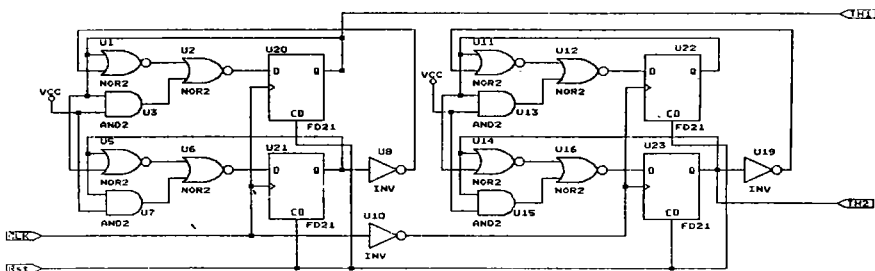 TH1
U1
U2
U20
U11
U12
U22
D Q
D Q
VCC
NOR2
NOR2
VCC
NOR2
NOR2
U3
U13
AND2
CD
FD21
AND2
CD
FD21
U5
U6
U21
U8
U14
U16
U23
U19
D Q
D Q
NOR2
NOR2
INV
NOR2
NOR2
INV
U7
U15
AND2
CD
FD21
U10
AND2
CD
FD21
TH2
CLK
INV
Rst